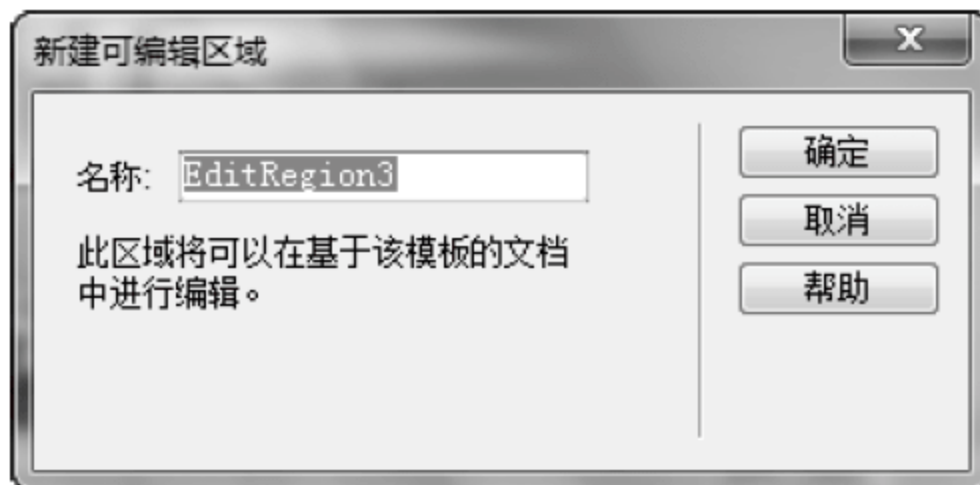 新建可编辑区域
名称: EditRegion3
此区域将可以在基于该模板的文档
中进行编辑。
确定
取消
帮助